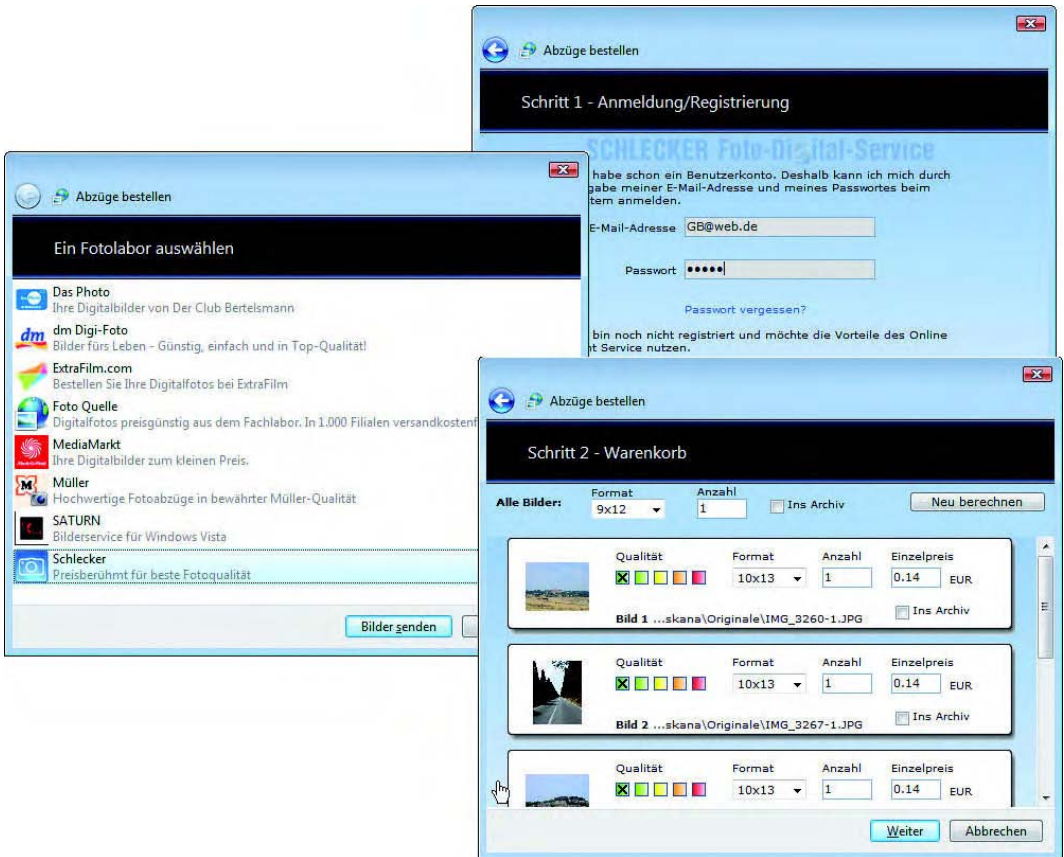 Abzüge bestellen
Schritt 1 - Anmeldung/Registrierung
SCHLECKER Foto-Digital-Service
habe schon ein Benutzerkonto. Deshalb kann ich mich durch
gabe meiner E-Mail-Adresse und meines Passwortes beim
tem anmelden.
E-Mail-Adresse GB@web.de
Passwort •••••
Passwort vergessen?
bin noch nicht registriert und möchte die Vorteile des Online
nt Service nutzen.
Abzüge bestellen
Ein Fotolabor auswählen
Das Photo
Ihre Digitalbilder von Der Club Bertelsmann
dm dm Digi-Foto
Bilder fürs Leben - Günstig, einfach und in Top-Qualität!
ExtraFilm.com
Bestellen Sie Ihre Digitalfotos bei ExtraFilm
Foto Quelle
Digitalfotos preisgünstig aus dem Fachlabor. In 1.000 Filialen versandkostenf
MediaMarkt
Ihre Digitalbilder zum kleinen Preis.
M Müller
Hochwertige Fotoabzüge in bewährter Müller-Qualität
SATURN
Bilderservice für Windows Vista
Schlecker
Preisberühmt für beste Fotoqualität
Bilder senden
Abzüge bestellen
Schritt 2 - Warenkorb
Alle Bilder: Format 9x12 Anzahl 1 Ins Archiv Neu berechnen
Qualität Format Anzahl Einzelpreis
10x13 1 0.14 EUR
Ins Archiv
Bild 1 ...skana\Originale\IMG_3260-1.JPG
Qualität Format Anzahl Einzelpreis
10x13 1 0.14 EUR
Ins Archiv
Bild 2 ...skana\Originale\IMG_3267-1.JPG
Qualität Format Anzahl Einzelpreis
10x13 1 0.14 EUR
Weiter Abbrechen